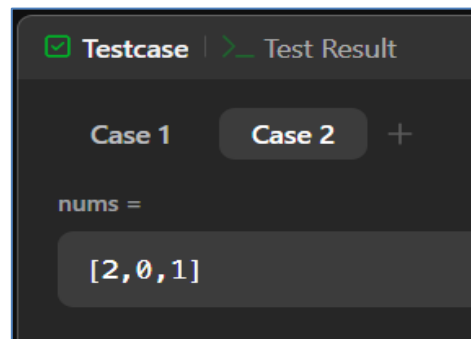 Testcase | >_ Test Result
Case 1 Case 2 +
nums =
[2,0,1]